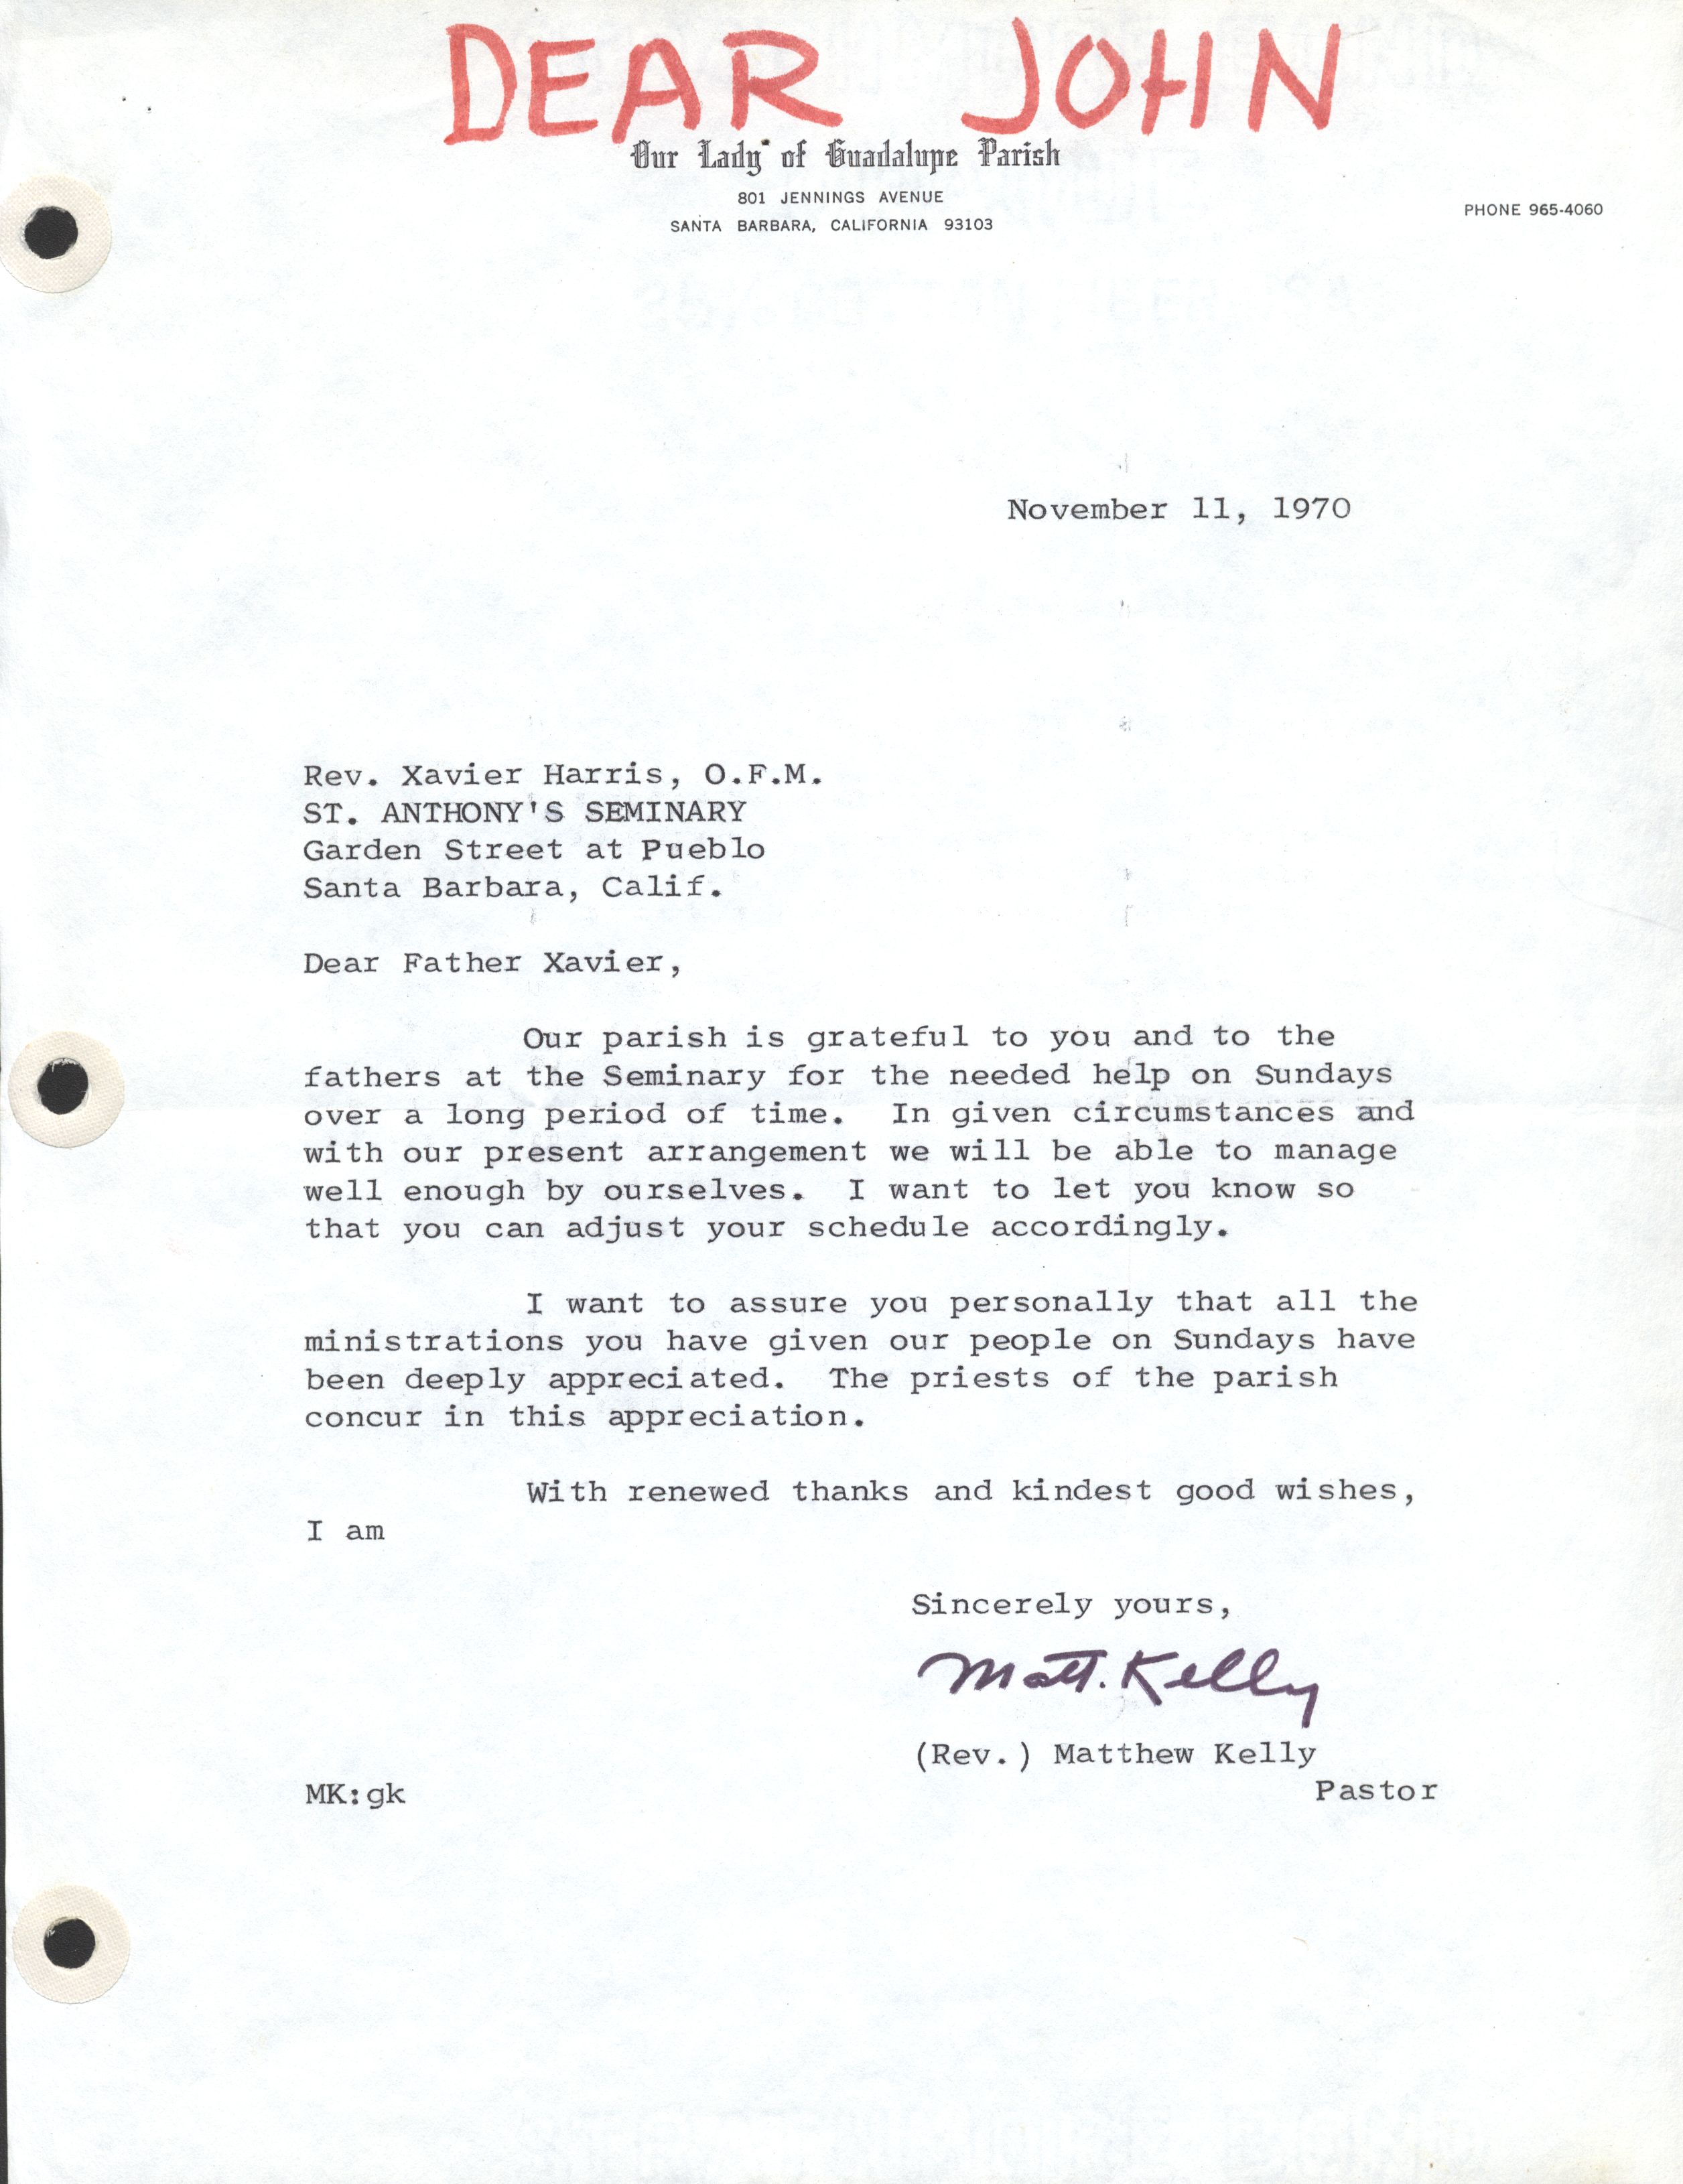 DEAR JOHN
Our Lady of Guadalupe Parish
801 JENNINGS AVENUE
SANTA BARBARA, CALIFORNIA 93103
PHONE 965-4060
November 11, 1970
Rev. Xavier Harris, O.F.M.
ST. ANTHONY'S SEMINARY
Garden Street at Pueblo
Santa Barbara, Calif.
Dear Father Xavier,
Our parish is grateful to you and to the
fathers at the Seminary for the needed help on Sundays
over a long period of time. In given circumstances and
with our present arrangement we will be able to manage
well enough by ourselves. I want to let you know so
that you can adjust your schedule accordingly.
I want to assure you personally that all the
ministrations you have given our people on Sundays have
been deeply appreciated. The priests of the parish
concur in this appreciation.
With renewed thanks and kindest good wishes,
I am
Sincerely yours,
Matt. Kelly
(Rev.) Matthew Kelly
Pastor
MK:gk